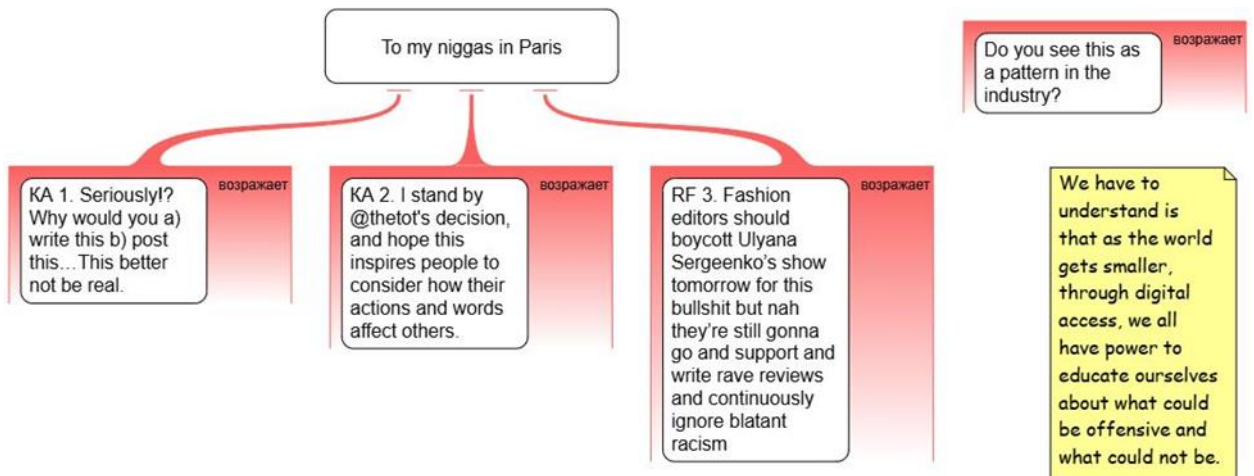 To my niggas in Paris
возражает
Do you see this as
a pattern in the
industry?
возражает
KA 1. Seriously!?
Why would you a)
write this b) post
this…This better
not be real.
возражает
KA 2. I stand by
@thetot's decision,
and hope this
inspires people to
consider how their
actions and words
affect others.
возражает
RF 3. Fashion
editors should
boycott Ulyana
Sergeenko’s show
tomorrow for this
bullshit but nah
they’re still gonna
go and support and
write rave reviews
and continuously
ignore blatant
racism
возражает
We have to
understand is
that as the world
gets smaller,
through digital
access, we all
have power to
educate ourselves
about what could
be offensive and
what could not be.